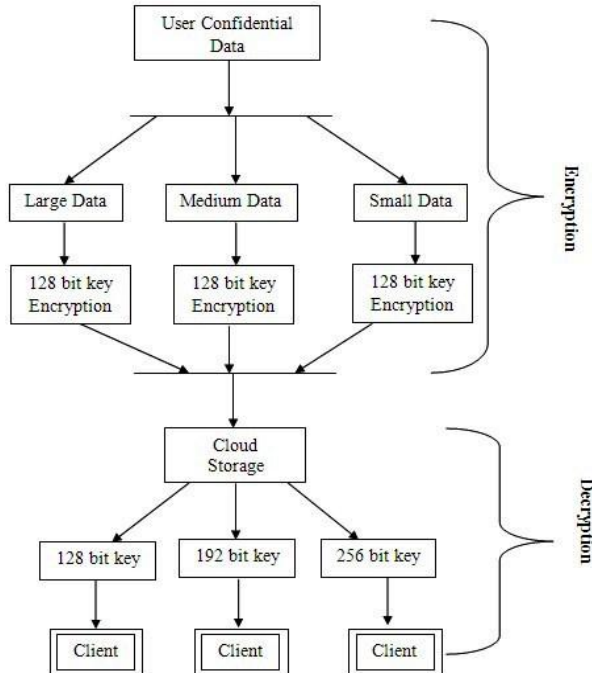 User Confidential
Data
Large Data
Medium Data
Small Data
128 bit key
Encryption
128 bit key
Encryption
128 bit key
Encryption
Encryption
Cloud
Storage
128 bit key
192 bit key
256 bit key
Client
Client
Client
Decryption